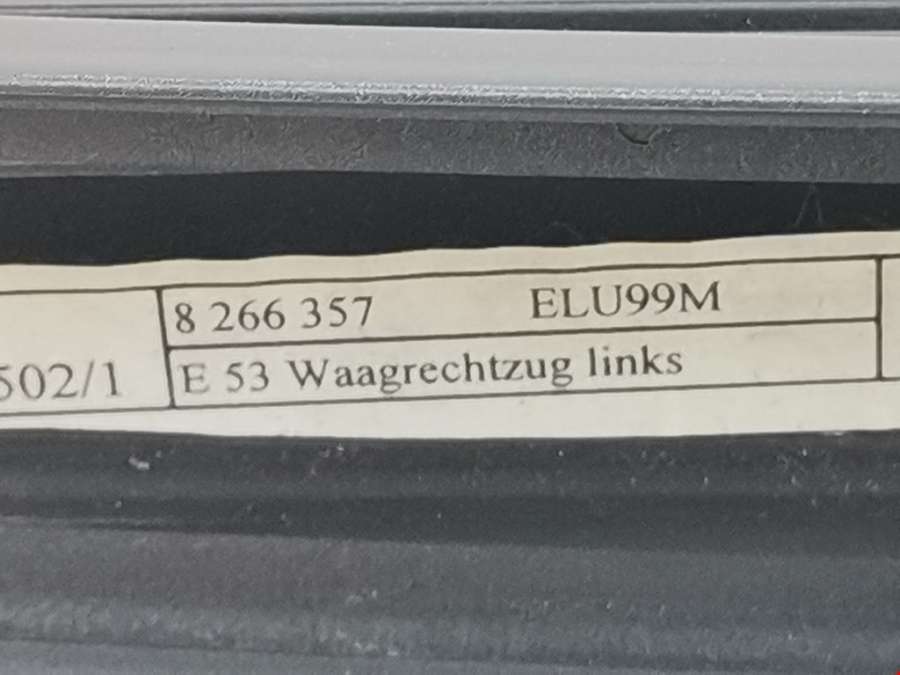 8 266 357 ELU99M
502/1
E 53 Waagrechtzug links